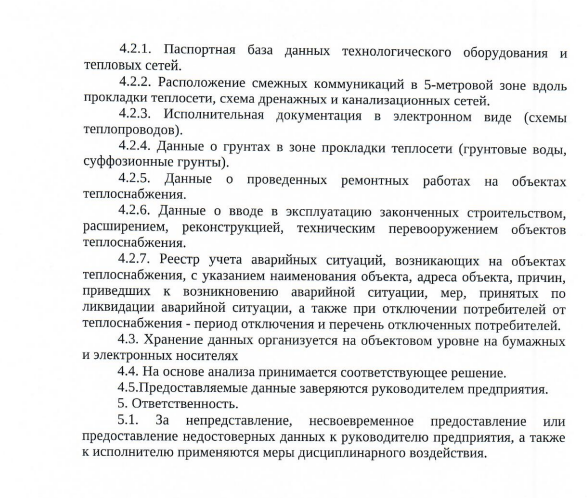 4.2.1. Паспортная база данных технологического оборудования и
тепловых сетей.
4.2.2. Расположение смежных коммуникаций в 5-метровой зоне вдоль
прокладки теплосети, схема дренажных и канализационных сетей.
4.2.3. Исполнительная документация в электронном виде (схемы
теплопроводов).
4.2.4. Данные о грунтах в зоне прокладки теплосети (грунтовые воды,
суффозионные грунты).
4.2.5. Данные о проведенных ремонтных работах на объектах
теплоснабжения.
4.2.6. Данные о вводе в эксплуатацию законченных строительством,
расширением, реконструкцией, техническим перевооружением объектов
теплоснабжения.
4.2.7. Реестр учета аварийных ситуаций, возникающих на объектах
теплоснабжения, с указанием наименования объекта, адреса объекта, причин,
приведших к возникновению аварийной ситуации, мер, принятых по
ликвидации аварийной ситуации, а также при отключении потребителей от
теплоснабжения - период отключения и перечень отключенных потребителей.
4.3. Хранение данных организуется на объектовом уровне на бумажных
и электронных носителях
4.4. На основе анализа принимается соответствующее решение.
4.5.Предоставляемые данные заверяются руководителем предприятия.
5. Ответственность.
5.1. За непредставление, несвоевременное предоставление или
предоставление недостоверных данных к руководителю предприятия, а также
к исполнителю применяются меры дисциплинарного воздействия.